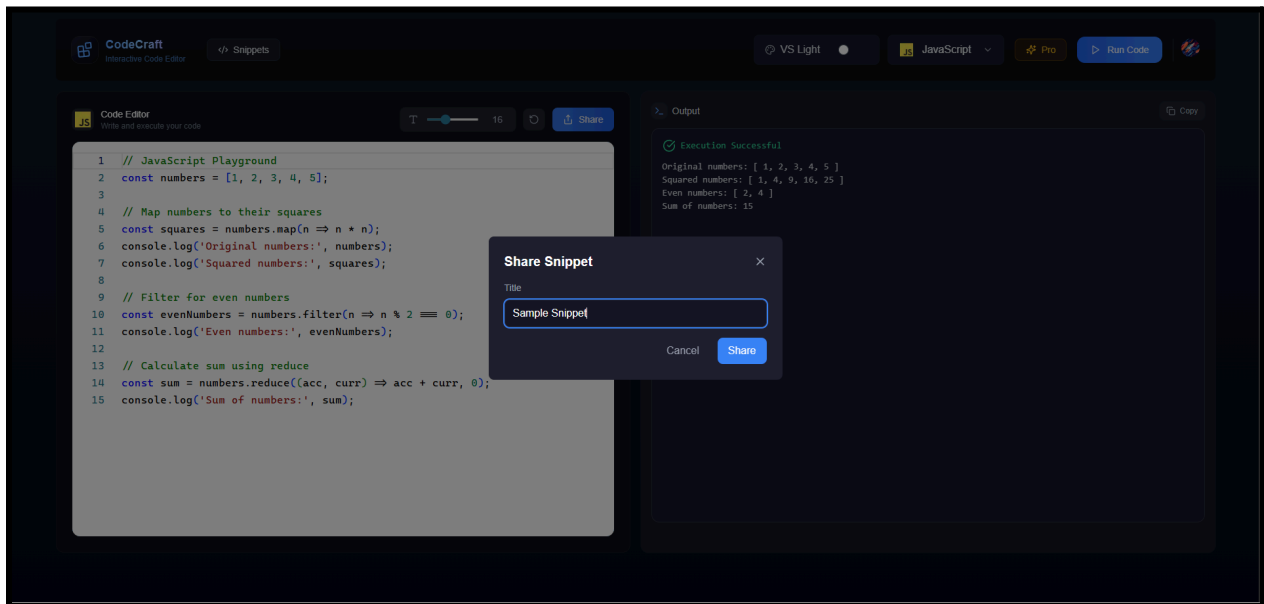 CodeCraft
Interactive Code Editor
</> Snippets
VS Light
JS JavaScript
Pro
Run Code
JS
Code Editor
Write and execute your code
T 16
Share
1 // JavaScript Playground
2 const numbers = [1, 2, 3, 4, 5];
3
4 // Map numbers to their squares
5 const squares = numbers.map(n ⇒ n * n);
6 console.log('Original numbers:', numbers);
7 console.log('Squared numbers:', squares);
8
9 // Filter for even numbers
10 const evenNumbers = numbers.filter(n ⇒ n % 2 ≡ 0);
11 console.log('Even numbers:', evenNumbers);
12
13 // Calculate sum using reduce
14 const sum = numbers.reduce((acc, curr) ⇒ acc + curr, 0);
15 console.log('Sum of numbers:', sum);
>_ Output
Copy
Execution Successful
Original numbers: [ 1, 2, 3, 4, 5 ]
Squared numbers: [ 1, 4, 9, 16, 25 ]
Even numbers: [ 2, 4 ]
Sum of numbers: 15
Share Snippet
Title
Sample Snippet
Cancel
Share